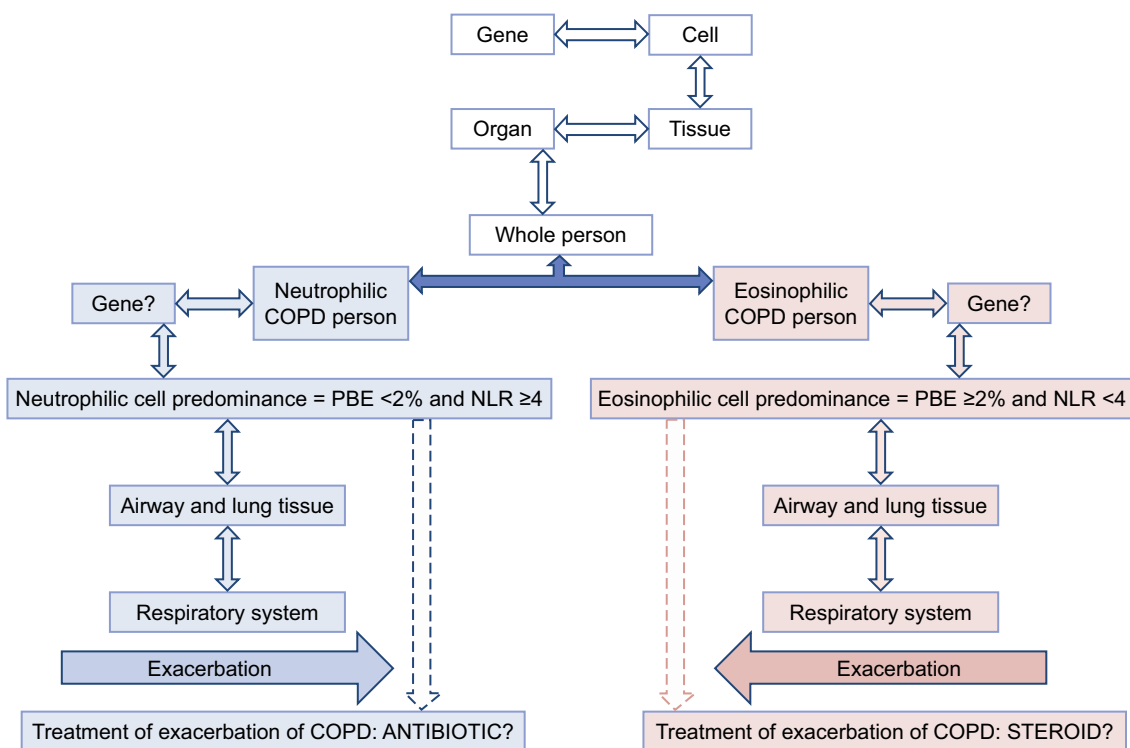 Gene
Cell
Organ
Tissue
Whole person
Gene?
Neutrophilic
COPD person
Eosinophilic
COPD person
Gene?
Neutrophilic cell predominance = PBE <2% and NLR ≥4
Eosinophilic cell predominance = PBE ≥2% and NLR <4
Airway and lung tissue
Airway and lung tissue
Respiratory system
Respiratory system
Exacerbation
Exacerbation
Treatment of exacerbation of COPD: ANTIBIOTIC?
Treatment of exacerbation of COPD: STEROID?